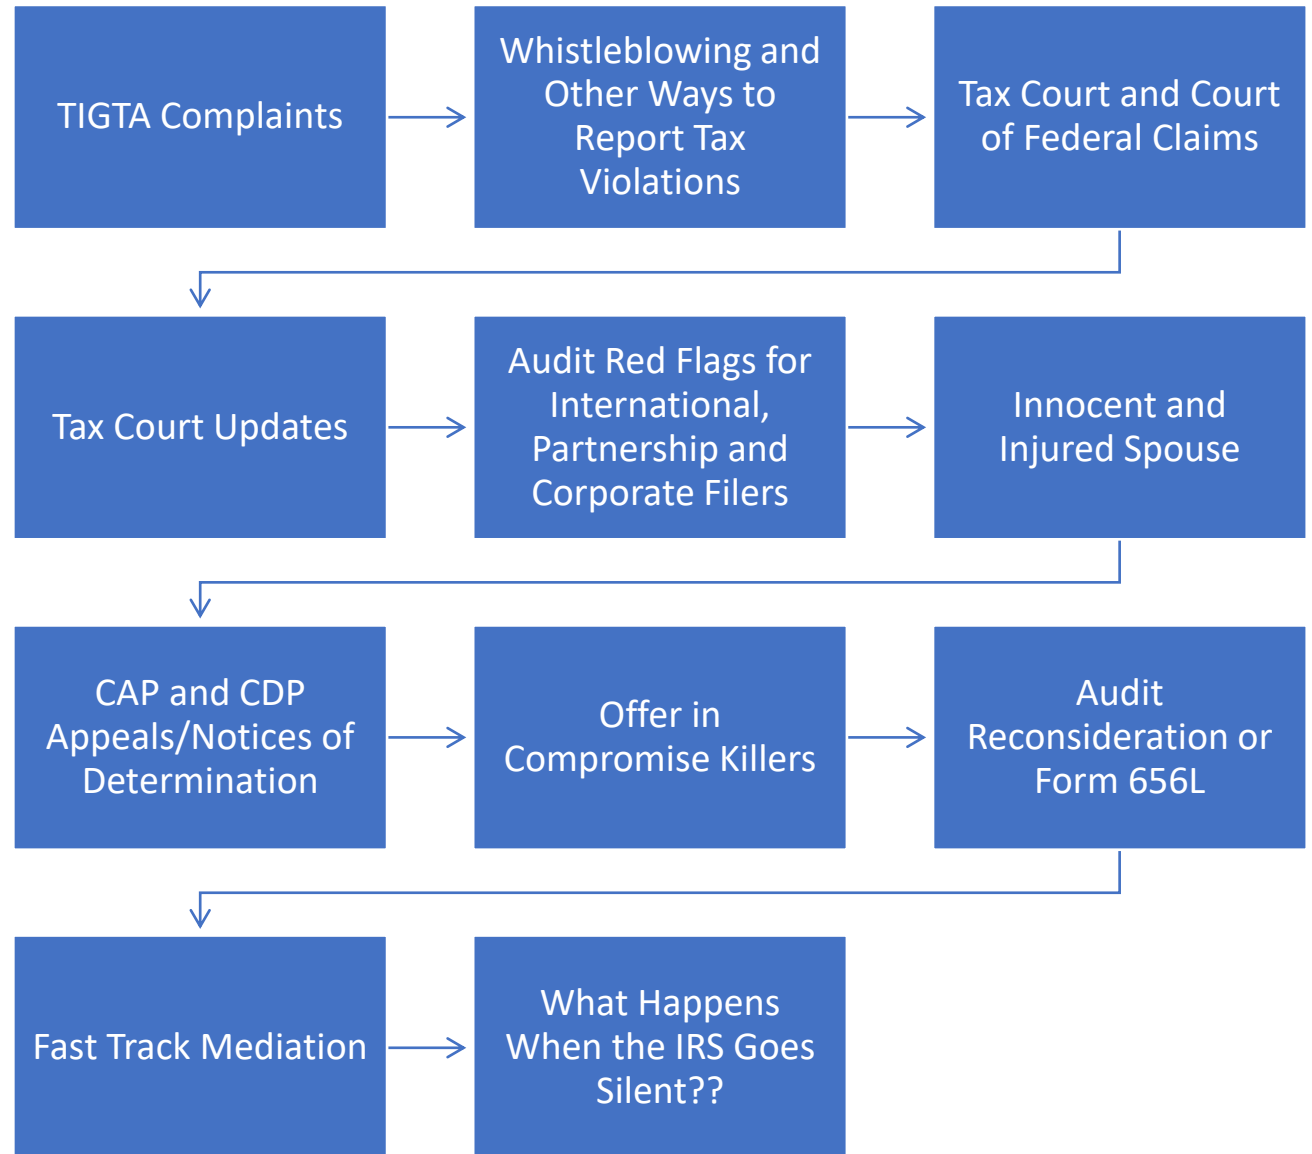 TIGTA Complaints
Whistleblowing and
Other Ways to
Report Tax
Violations
Tax Court and Court
of Federal Claims
Tax Court Updates
Audit Red Flags for
International,
Partnership and
Corporate Filers
Innocent and
Injured Spouse
CAP and CDP
Appeals/Notices of
Determination
Offer in
Compromise Killers
Audit
Reconsideration or
Form 656L
Fast Track Mediation
What Happens
When the IRS Goes
Silent??